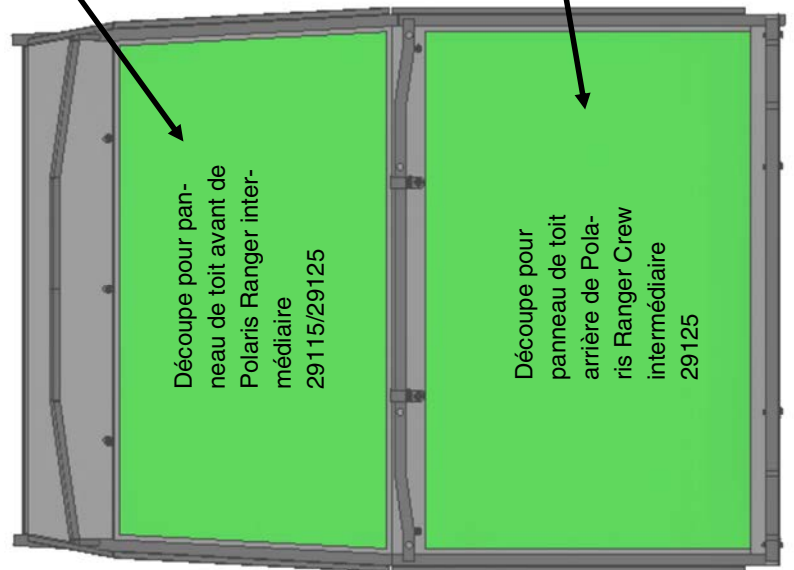 Découpe pour pan-
neau de toit avant de
Polaris Ranger inter-
médiaire
29115/29125
Découpe pour
panneau de toit
arrière de Pola-
ris Ranger Crew
intermédiaire
29125